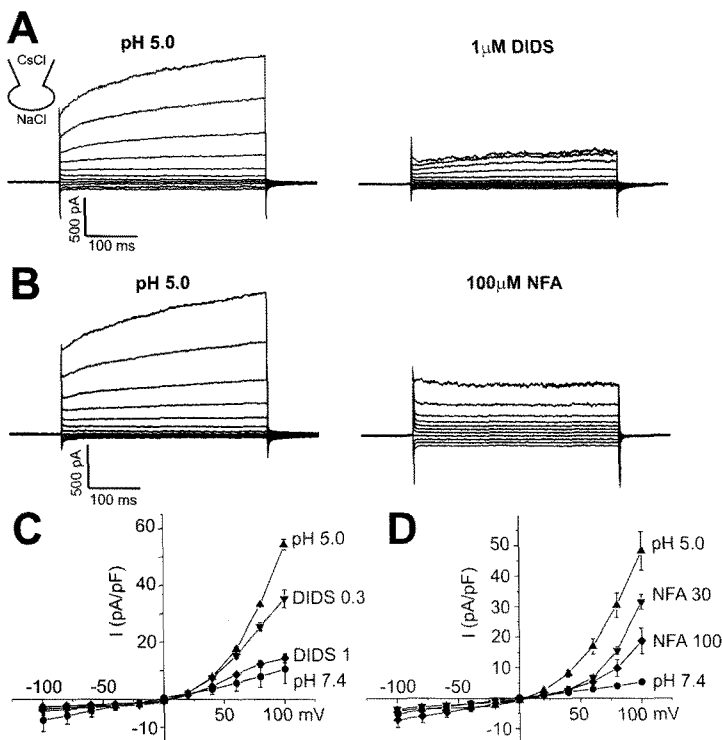 A
pH 5.0
1μM DIDS
CsCl
NaCl
500 pA
100 ms
B
pH 5.0
100μM NFA
500 pA
100 ms
C
I (pA/pF)
60
40
20
-10
-100
-50
50
100 mV
pH 5.0
DIDS 0.3
DIDS 1
pH 7.4
D
I (pA/pF)
50
40
30
20
10
-10
-100
-50
50
100 mV
pH 5.0
NFA 30
NFA 100
pH 7.4